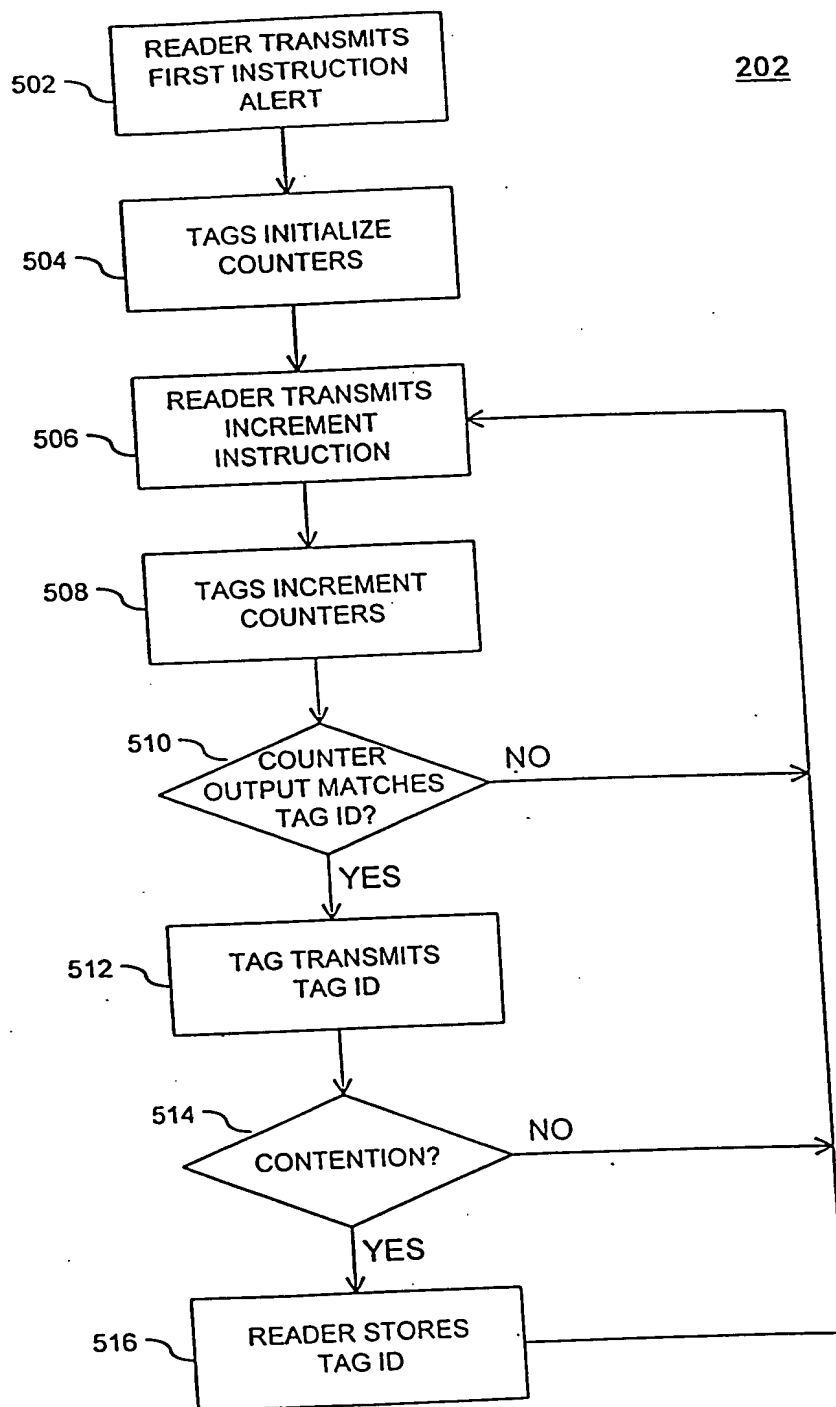 202
502
READER TRANSMITS
FIRST INSTRUCTION
ALERT
504
TAGS INITIALIZE
COUNTERS
506
READER TRANSMITS
INCREMENT
INSTRUCTION
508
TAGS INCREMENT
COUNTERS
510
COUNTER
OUTPUT MATCHES
TAG ID?
NO
YES
512
TAG TRANSMITS
TAG ID
514
CONTENTION?
NO
YES
516
READER STORES
TAG ID